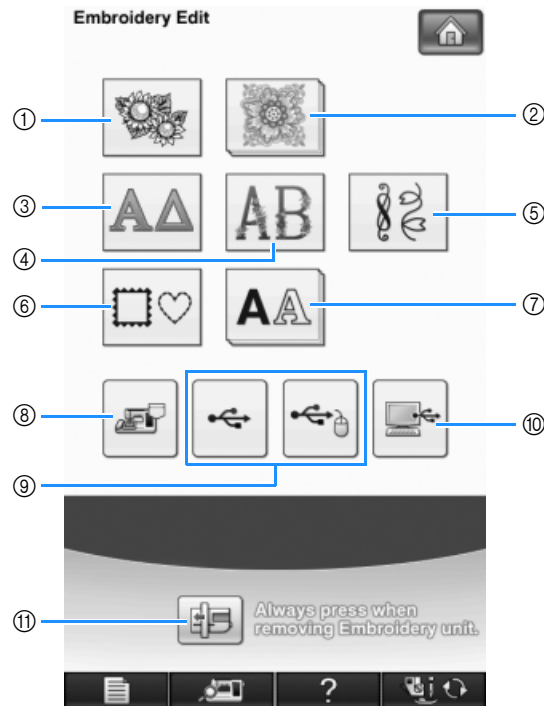 Embroidery Edit
① ②
③ AΔ AB ⑤
④
⑥ AA ⑦
⑧ ⑩
⑨
⑪ Always press when
removing Embroidery unit.
? i